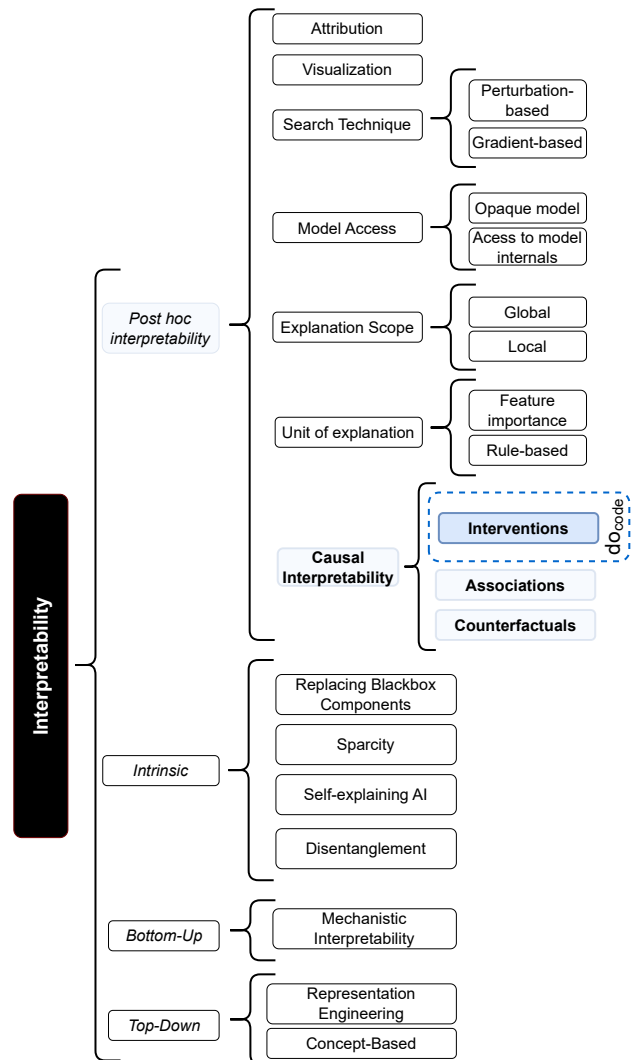 Interpretability
Post hoc
interpretability
Attribution
Visualization
Search Technique
Perturbation-
based
Gradient-based
Model Access
Opaque model
Acess to model
internals
Explanation Scope
Global
Local
Unit of explanation
Feature
importance
Rule-based
Causal
Interpretability
Interventions
docode
Associations
Counterfactuals
Intrinsic
Replacing Blackbox
Components
Sparcity
Self-explaining AI
Disentanglement
Bottom-Up
Mechanistic
Interpretability
Top-Down
Representation
Engineering
Concept-Based